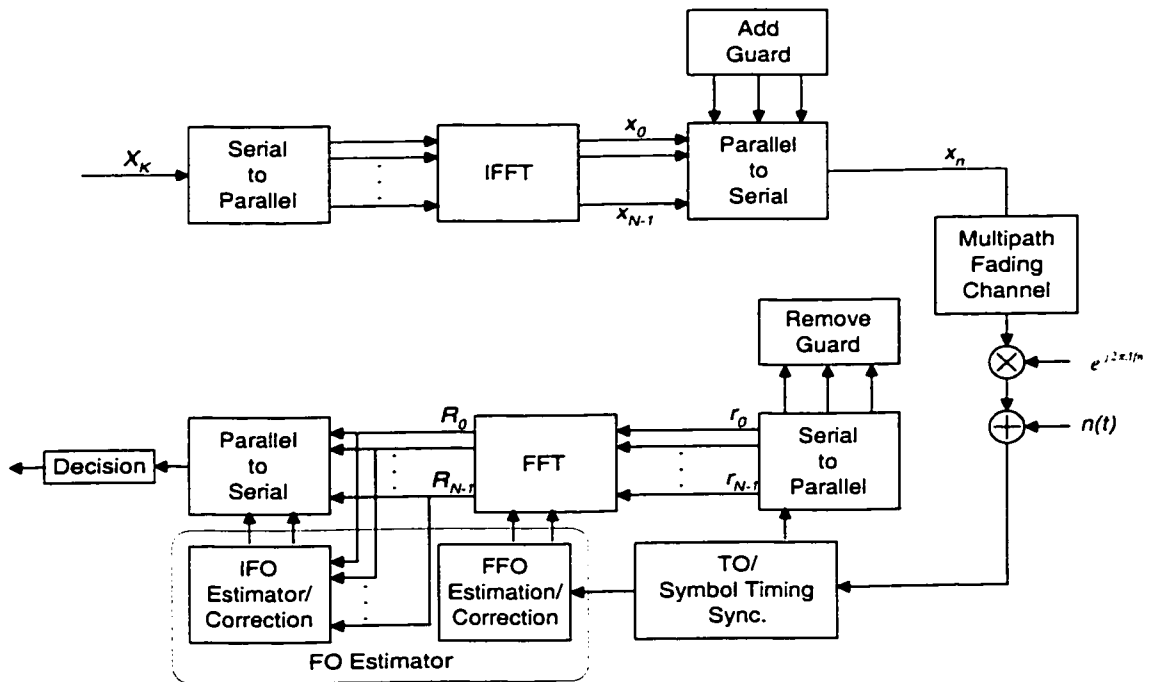 Add
Guard
X_K
Serial
to
Parallel
IFFT
x_0
x_{N-1}
Parallel
to
Serial
x_n
Multipath
Fading
Channel
Remove
Guard
n(t)
Decision
Parallel
to
Serial
R_0
R_{N-1}
FFT
r_0
r_{N-1}
Serial
to
Parallel
IFO
Estimator/
Correction
FFO
Estimation/
Correction
TO/
Symbol Timing
Sync.
FO Estimator